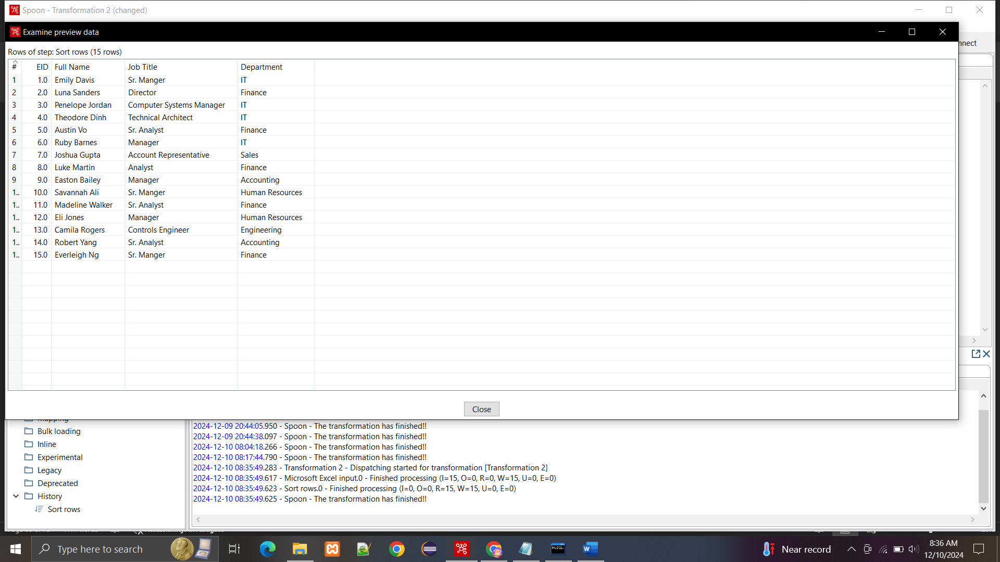 Spoon - Transformation 2 (changed)
Examine preview data
nnect
Rows of step: Sort rows (15 rows)
# EID Full Name Job Title Department
1 1.0 Emily Davis Sr. Manger IT
2 2.0 Luna Sanders Director Finance
3 3.0 Penelope Jordan Computer Systems Manager IT
4 4.0 Theodore Dinh Technical Architect IT
5 5.0 Austin Vo Sr. Analyst Finance
6 6.0 Ruby Barnes Manager IT
7 7.0 Joshua Gupta Account Representative Sales
8 8.0 Luke Martin Analyst Finance
9 9.0 Easton Bailey Manager Accounting
1.. 10.0 Savannah Ali Sr. Manger Human Resources
1.. 11.0 Madeline Walker Sr. Analyst Finance
1.. 12.0 Eli Jones Manager Human Resources
1.. 13.0 Camila Rogers Controls Engineer Engineering
1.. 14.0 Robert Yang Sr. Analyst Accounting
1.. 15.0 Everleigh Ng Sr. Manger Finance
Close
Mapping
Bulk loading
Inline
Experimental
Legacy
Deprecated
History
Sort rows
2024-12-09 20:44:05.950 - Spoon - The transformation has finished!!
2024-12-09 20:44:38.097 - Spoon - The transformation has finished!!
2024-12-10 08:04:18.266 - Spoon - The transformation has finished!!
2024-12-10 08:17:44.790 - Spoon - The transformation has finished!!
2024-12-10 08:35:49.283 - Transformation 2 - Dispatching started for transformation [Transformation 2]
2024-12-10 08:35:49.617 - Microsoft Excel input.0 - Finished processing (I=15, O=0, R=0, W=15, U=0, E=0)
2024-12-10 08:35:49.623 - Sort rows.0 - Finished processing (I=0, O=0, R=15, W=15, U=0, E=0)
2024-12-10 08:35:49.625 - Spoon - The transformation has finished!!
Type here to search
MySQL
W
Near record
8:36 AM
12/10/2024